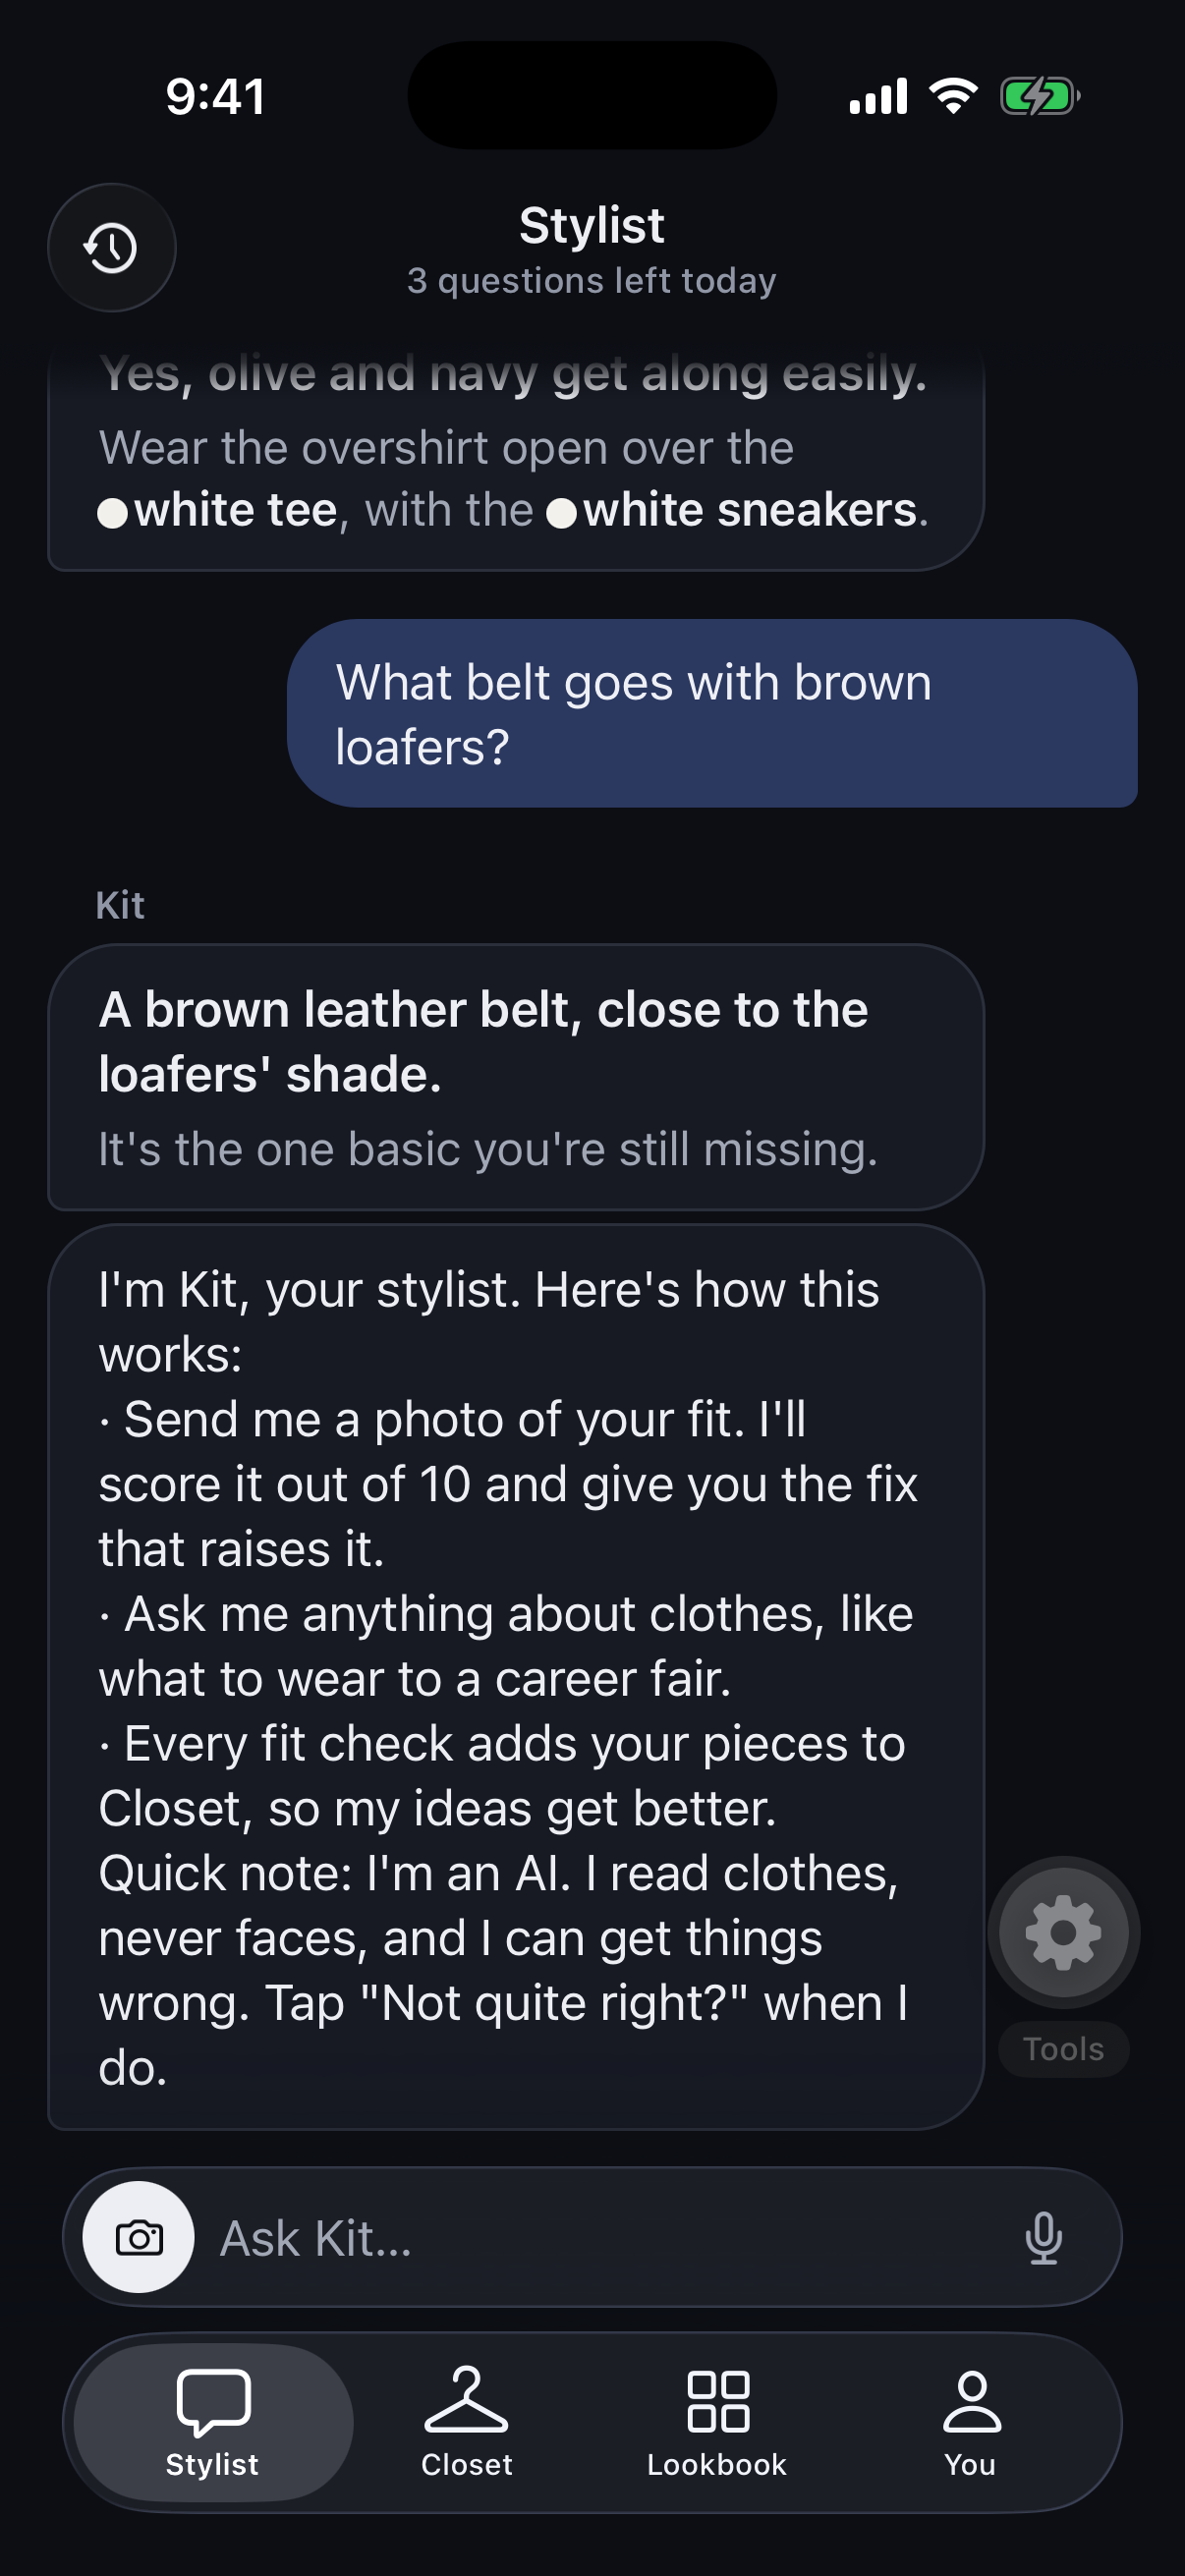 9:41
Stylist
3 questions left today
Yes, olive and navy get along easily.
Wear the overshirt open over the
white tee, with the white sneakers.
What belt goes with brown
loafers?
Kit
A brown leather belt, close to the
loafers' shade.
It's the one basic you're still missing.
I'm Kit, your stylist. Here's how this
works:
· Send me a photo of your fit. I'll
score it out of 10 and give you the fix
that raises it.
· Ask me anything about clothes, like
what to wear to a career fair.
· Every fit check adds your pieces to
Closet, so my ideas get better.
Quick note: I'm an AI. I read clothes,
never faces, and I can get things
wrong. Tap "Not quite right?" when I
do.
Tools
Ask Kit...
Stylist
Closet
Lookbook
You